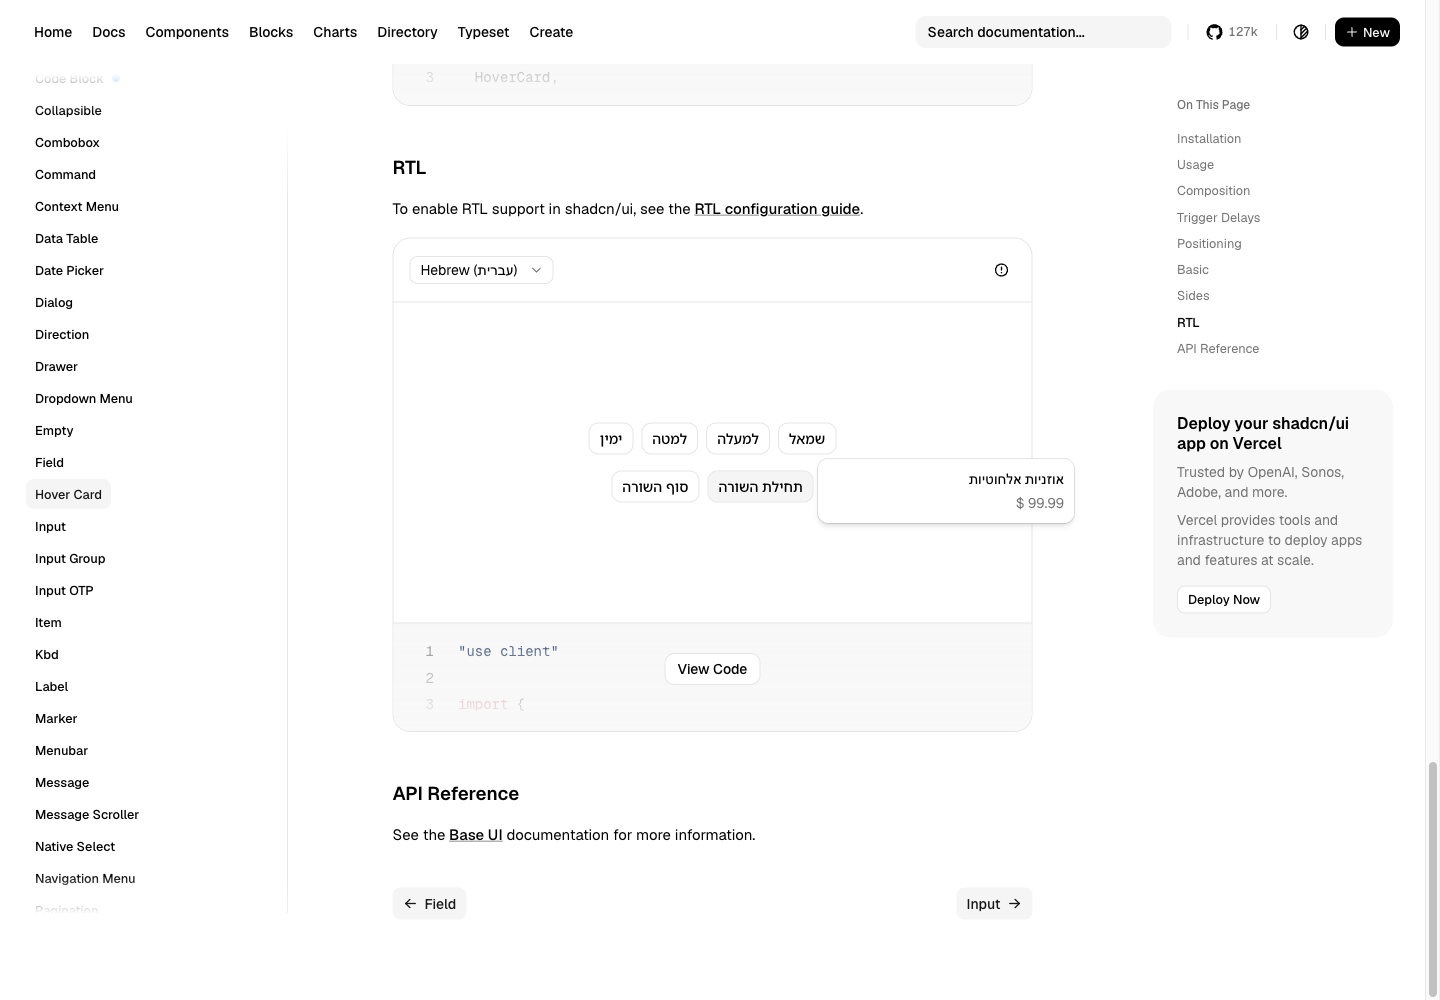 Home
Docs
Components
Blocks
Charts
Directory
Typeset
Create
Search documentation...
127k
New
Code Block
Collapsible
Combobox
Command
Context Menu
Data Table
Date Picker
Dialog
Direction
Drawer
Dropdown Menu
Empty
Field
Hover Card
Input
Input Group
Input OTP
Item
Kbd
Label
Marker
Menubar
Message
Message Scroller
Native Select
Navigation Menu
Pagination
3 HoverCard,
RTL
To enable RTL support in shadcn/ui, see the RTL configuration guide.
Hebrew (עברית)
שמאל
למעלה
למטה
ימין
תחילת השורה
סוף השורה
אוזניות אלחוטיות
$ 99.99
1 "use client"
2
3 import {
View Code
API Reference
See the Base UI documentation for more information.
← Field
Input →
On This Page
Installation
Usage
Composition
Trigger Delays
Positioning
Basic
Sides
RTL
API Reference
Deploy your shadcn/ui
app on Vercel
Trusted by OpenAI, Sonos,
Adobe, and more.
Vercel provides tools and
infrastructure to deploy apps
and features at scale.
Deploy Now